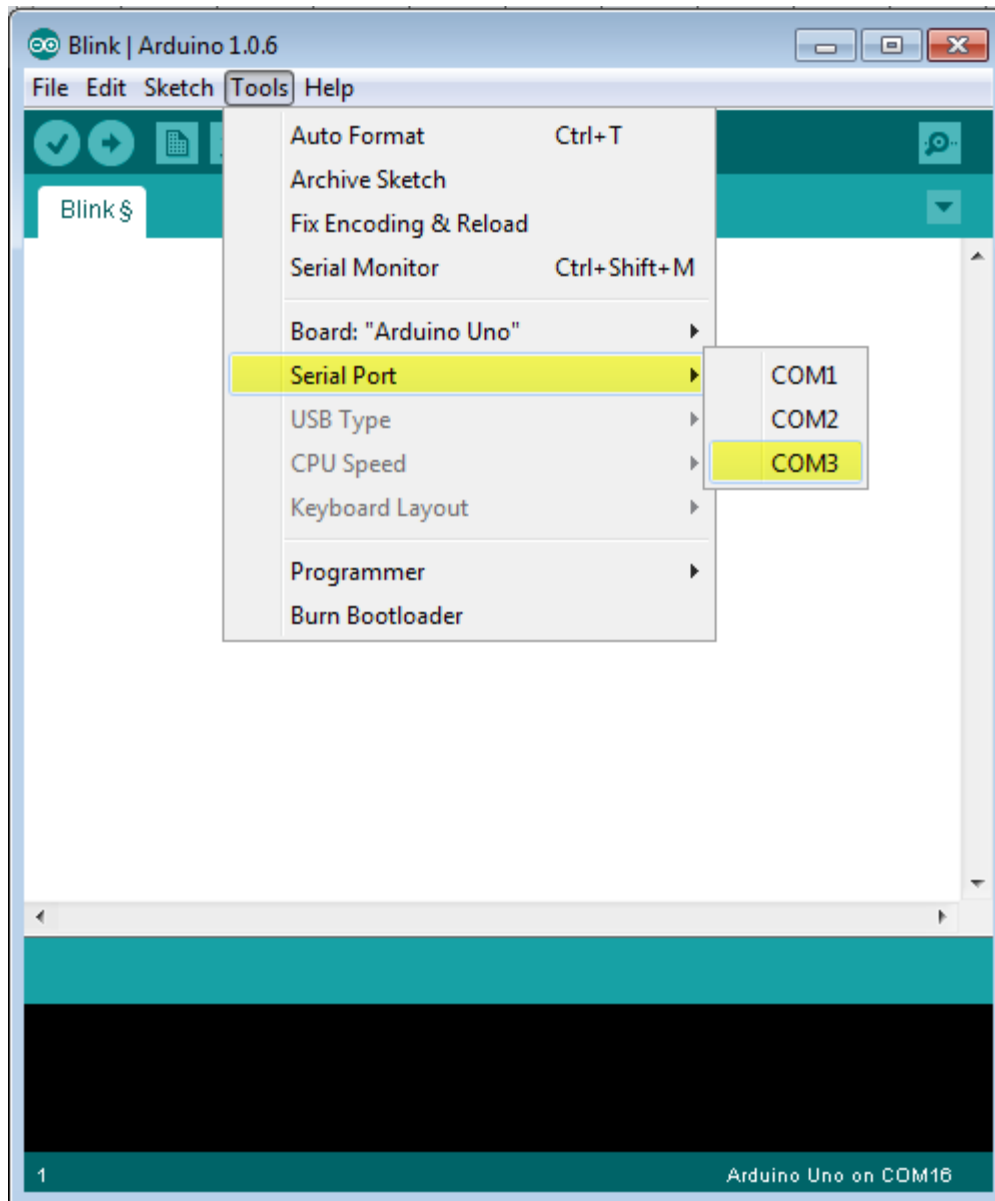 Blink | Arduino 1.0.6
File Edit Sketch Tools Help
Auto Format Ctrl+T
Archive Sketch
Blink §
Fix Encoding & Reload
Serial Monitor Ctrl+Shift+M
Board: "Arduino Uno"
Serial Port
COM1
USB Type
COM2
CPU Speed
COM3
Keyboard Layout
Programmer
Burn Bootloader
1 Arduino Uno on COM16